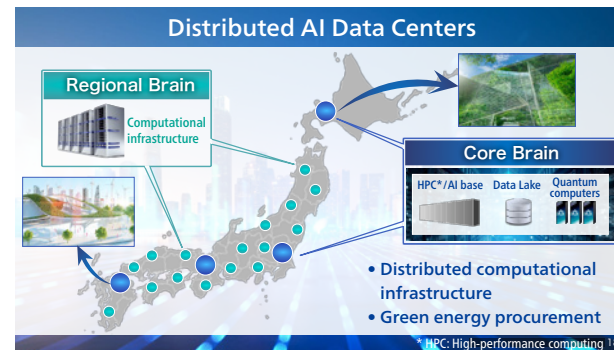 Distributed AI Data Centers
Regional Brain
Computational
infrastructure
Core Brain
HPC*/AI base
Data Lake
Quantum
computers
• Distributed computational
infrastructure
• Green energy procurement
* HPC: High-performance computing